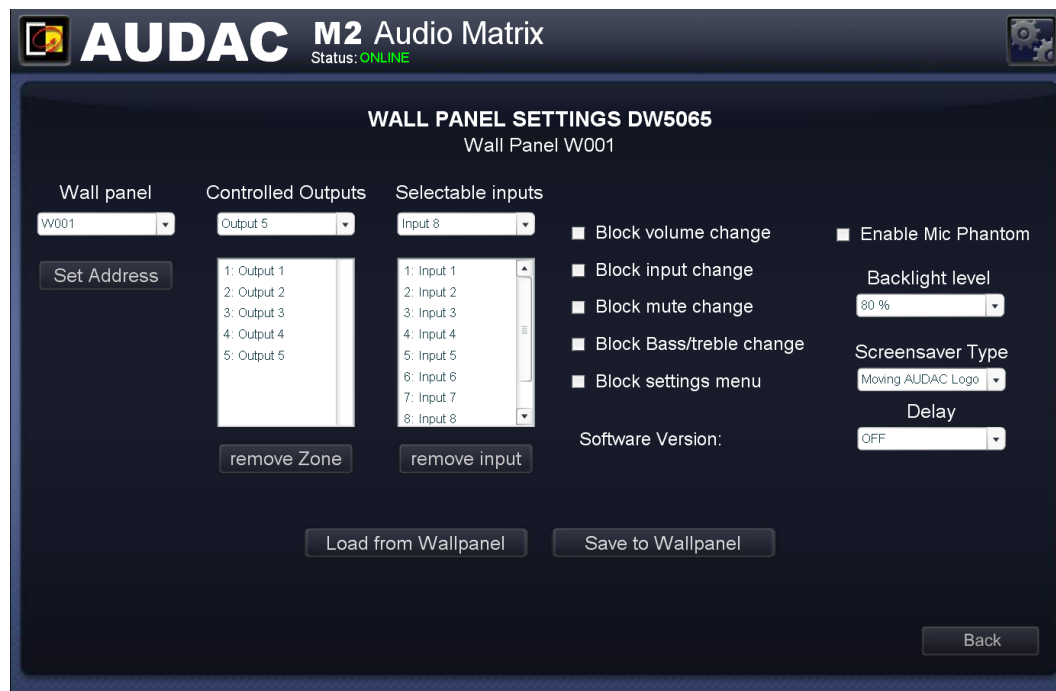 AUDAC M2 Audio Matrix
Status: ONLINE
WALL PANEL SETTINGS DW5065
Wall Panel W001
Wall panel
W001
Set Address
Controlled Outputs
Output 5
1: Output 1
2: Output 2
3: Output 3
4: Output 4
5: Output 5
remove Zone
Selectable inputs
Input 8
1: Input 1
2: Input 2
3: Input 3
4: Input 4
5: Input 5
6: Input 6
7: Input 7
8: Input 8
remove input
Block volume change
Block input change
Block mute change
Block Bass/treble change
Block settings menu
Software Version:
Enable Mic Phantom
Backlight level
80 %
Screensaver Type
Moving AUDAC Logo
Delay
OFF
Load from Wallpanel
Save to Wallpanel
Back